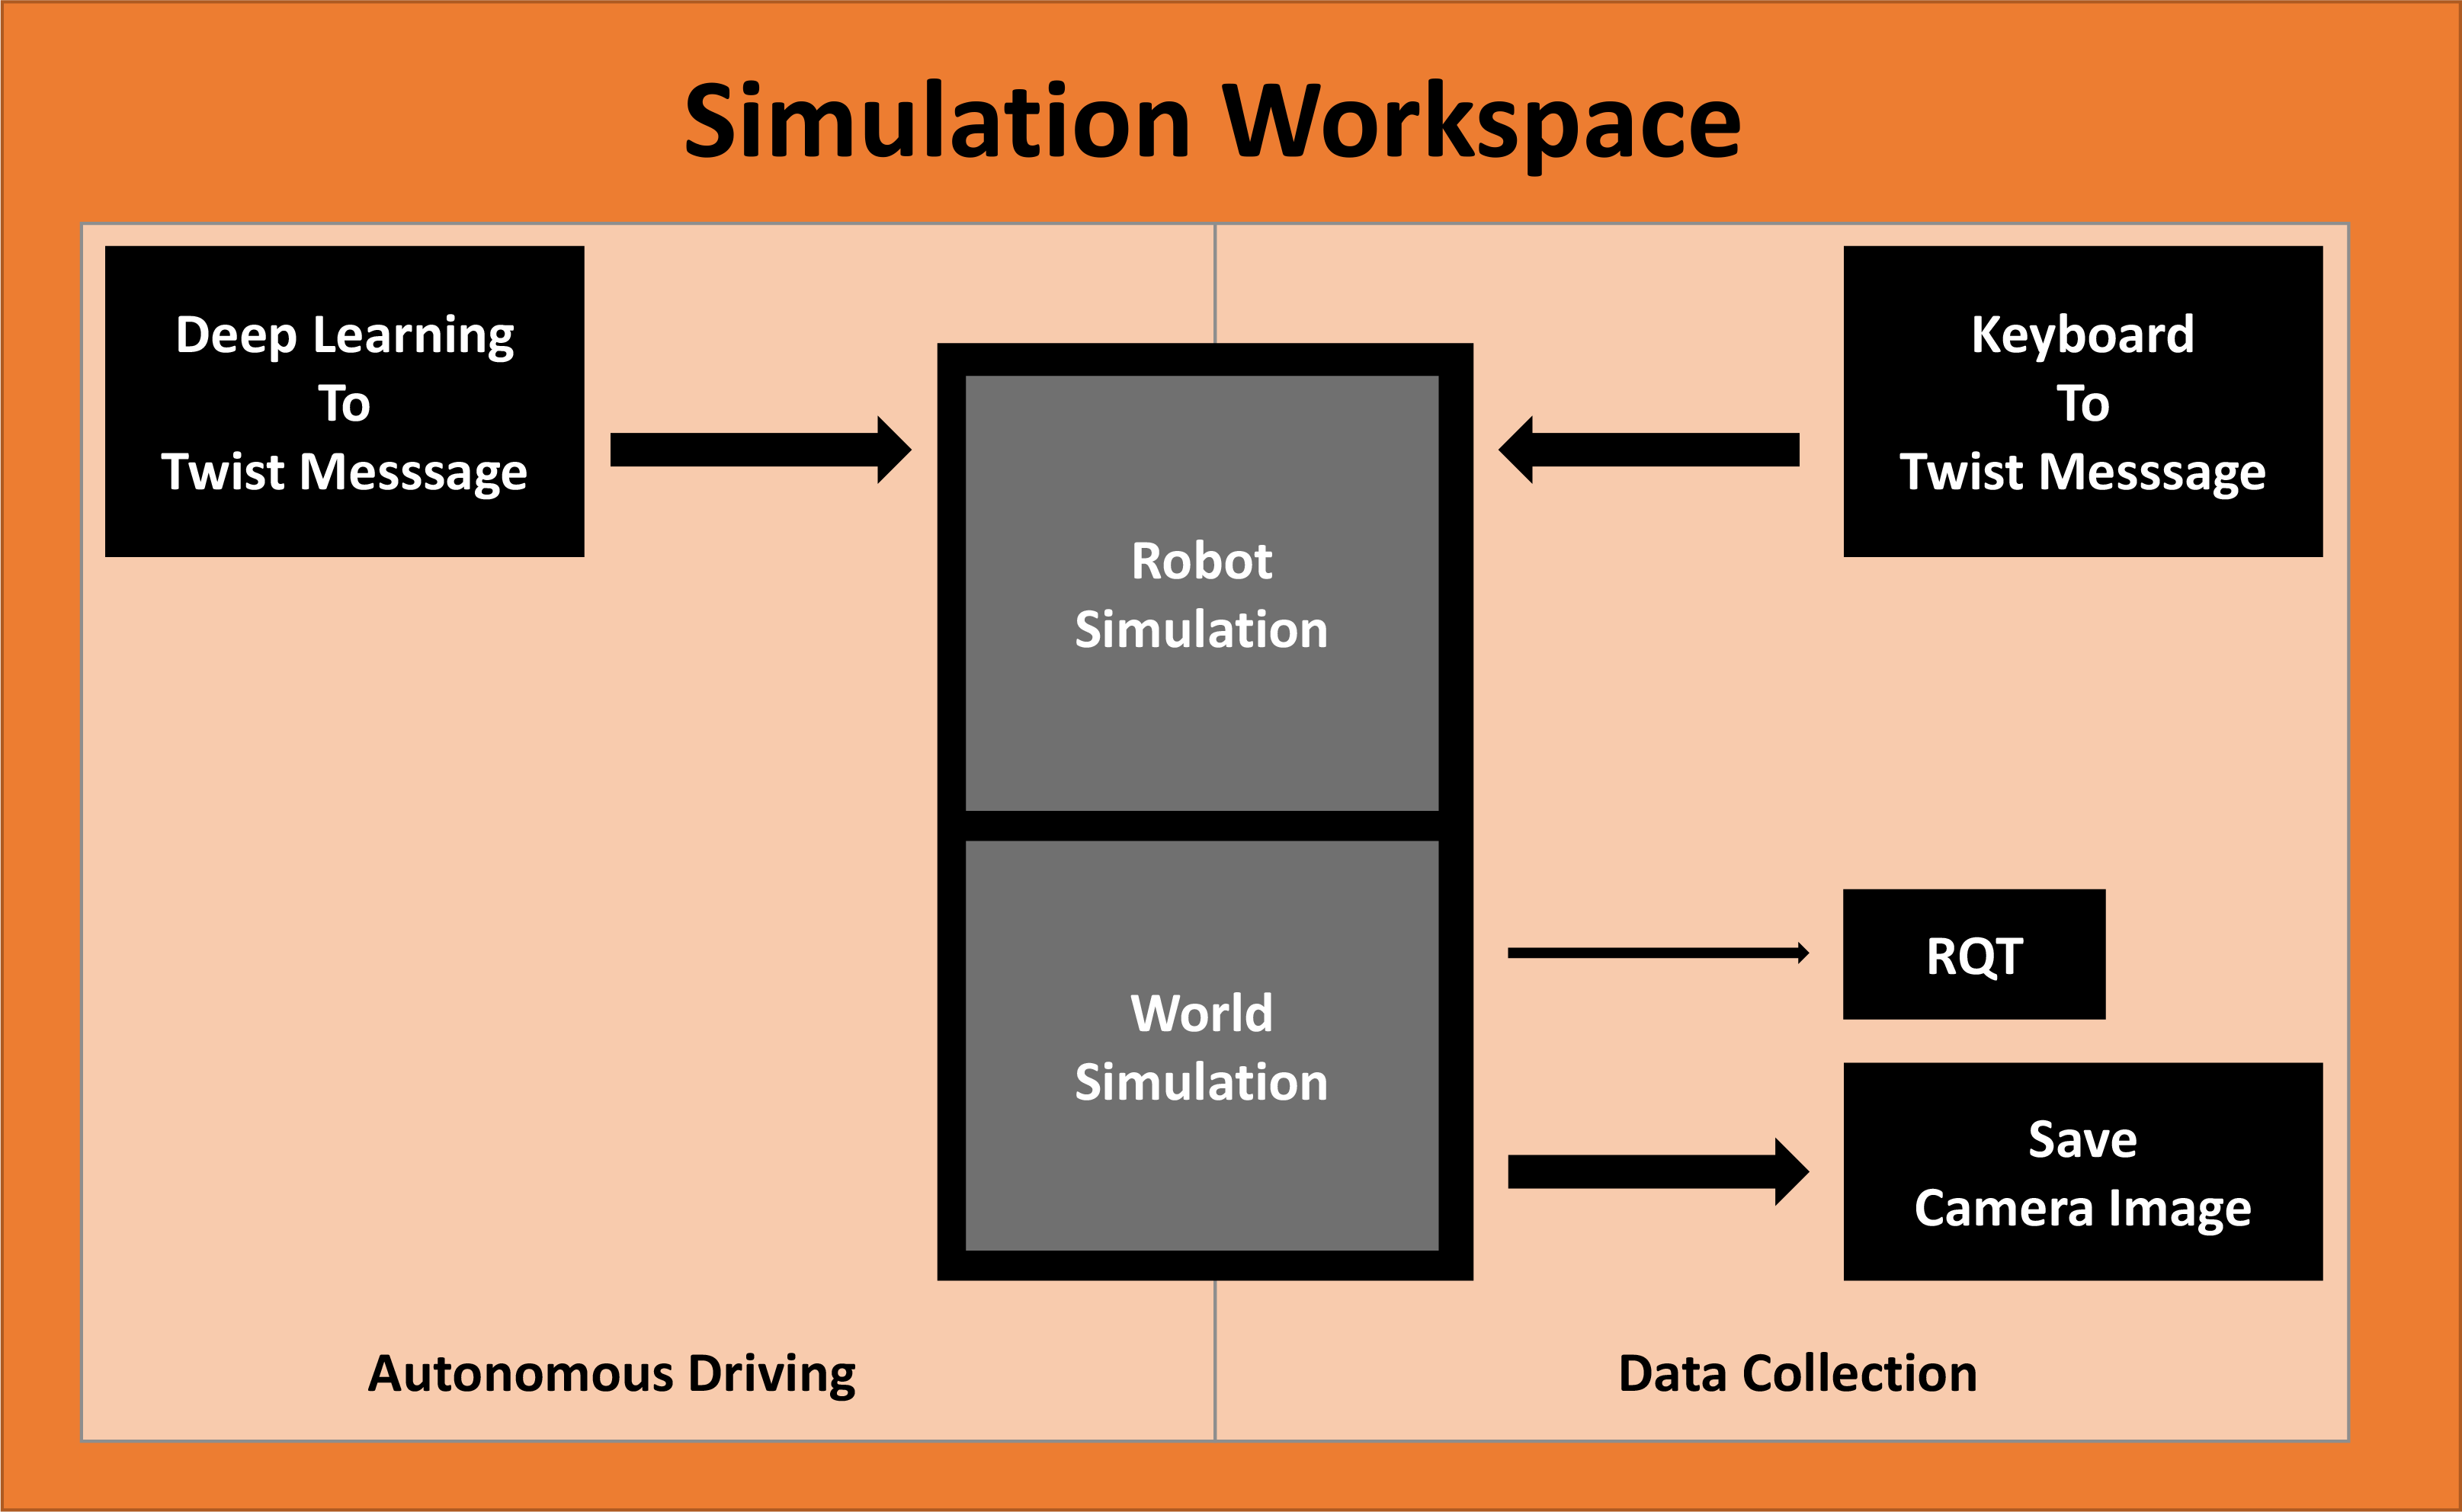 Simulation Workspace
Deep Learning
To
Twist Messsage
Keyboard
To
Twist Messsage
Robot
Simulation
World
Simulation
RQT
Save
Camera Image
Autonomous Driving
Data Collection